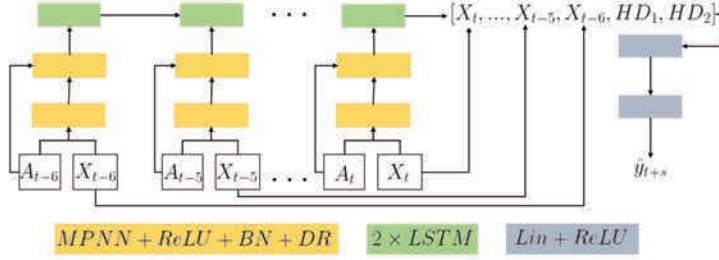 · · · [X_t, ..., X_{t−5}, X_{t−6}, HD_1, HD_2]
A_{t−6} X_{t−6} A_{t−5} X_{t−5} · · · A_t X_t
ŷ_{t+s}
MPNN + ReLU + BN + DR 2 × LSTM Lin + ReLU